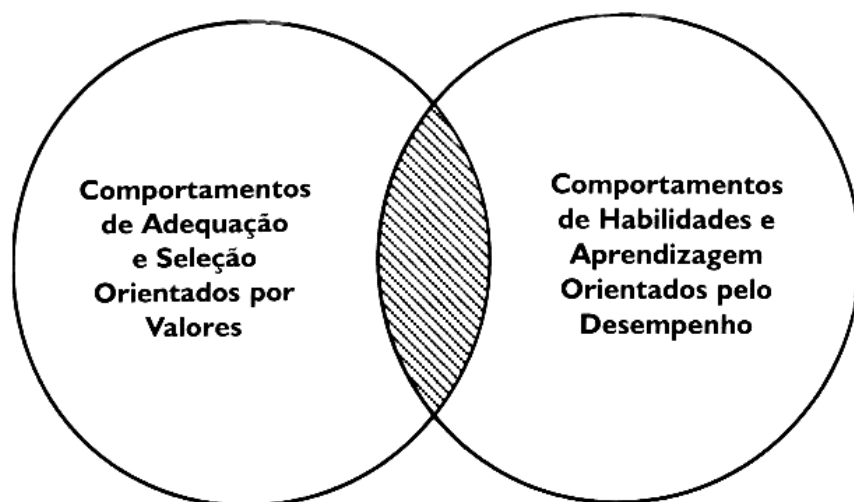 Comportamentos
de Adequação
e Seleção
Orientados por
Valores
Comportamentos
de Habilidades e
Aprendizagem
Orientados pelo
Desempenho